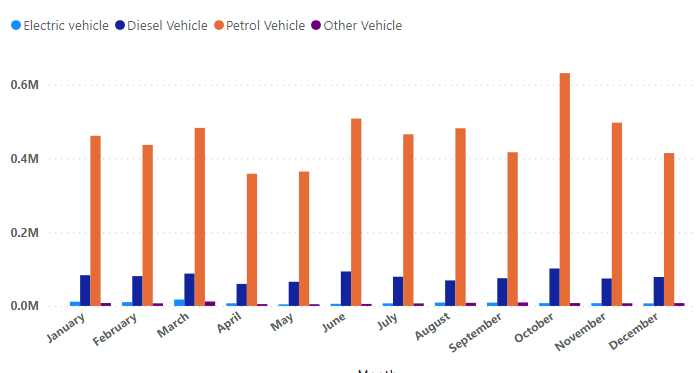 Electric vehicle Diesel Vehicle Petrol Vehicle Other Vehicle
0.6M
0.4M
0.2M
0.0M
January February March April May June July August September October November December